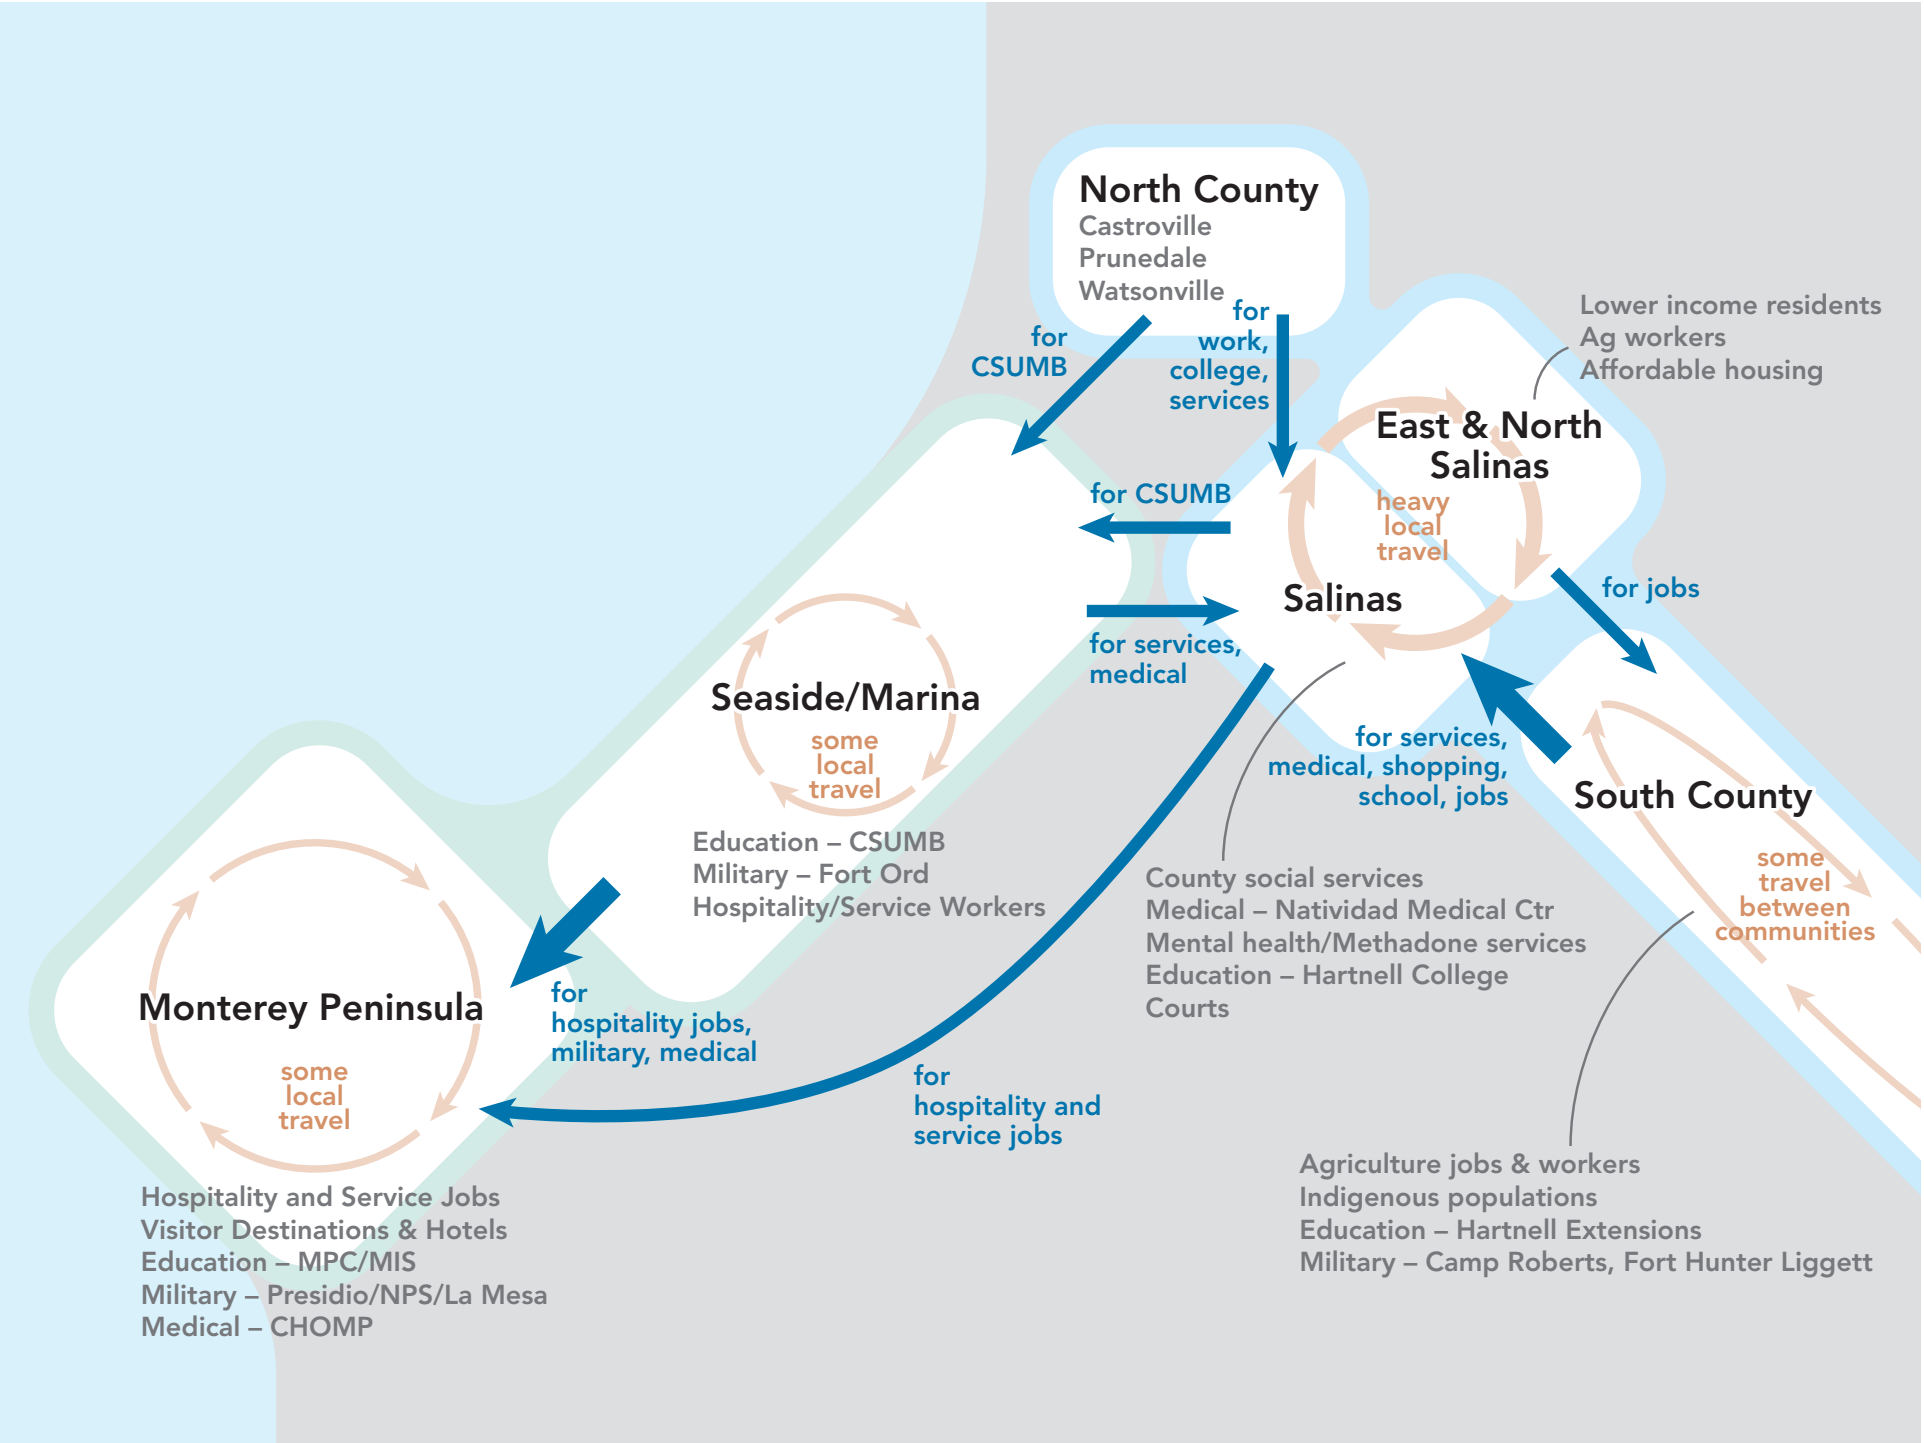 North County
Castroville
Prunedale
Watsonville
for
CSUMB
for
work,
college,
services
Lower income residents
Ag workers
Affordable housing
East & North
Salinas
heavy
local
travel
for CSUMB
Salinas
for jobs
for services,
medical
Seaside/Marina
some
local
travel
Education – CSUMB
Military – Fort Ord
Hospitality/Service Workers
for services,
medical, shopping,
school, jobs
South County
some
travel
between
communities
County social services
Medical – Natividad Medical Ctr
Mental health/Methadone services
Education – Hartnell College
Courts
Monterey Peninsula
some
local
travel
for
hospitality jobs,
military, medical
for
hospitality and
service jobs
Hospitality and Service Jobs
Visitor Destinations & Hotels
Education – MPC/MIS
Military – Presidio/NPS/La Mesa
Medical – CHOMP
Agriculture jobs & workers
Indigenous populations
Education – Hartnell Extensions
Military – Camp Roberts, Fort Hunter Liggett